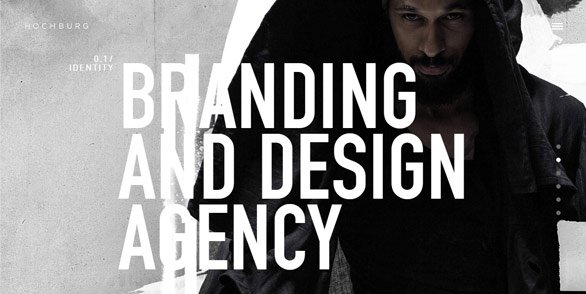 HOCHBURG
0.1/
IDENTITY
BRANDING
AND DESIGN
AGENCY